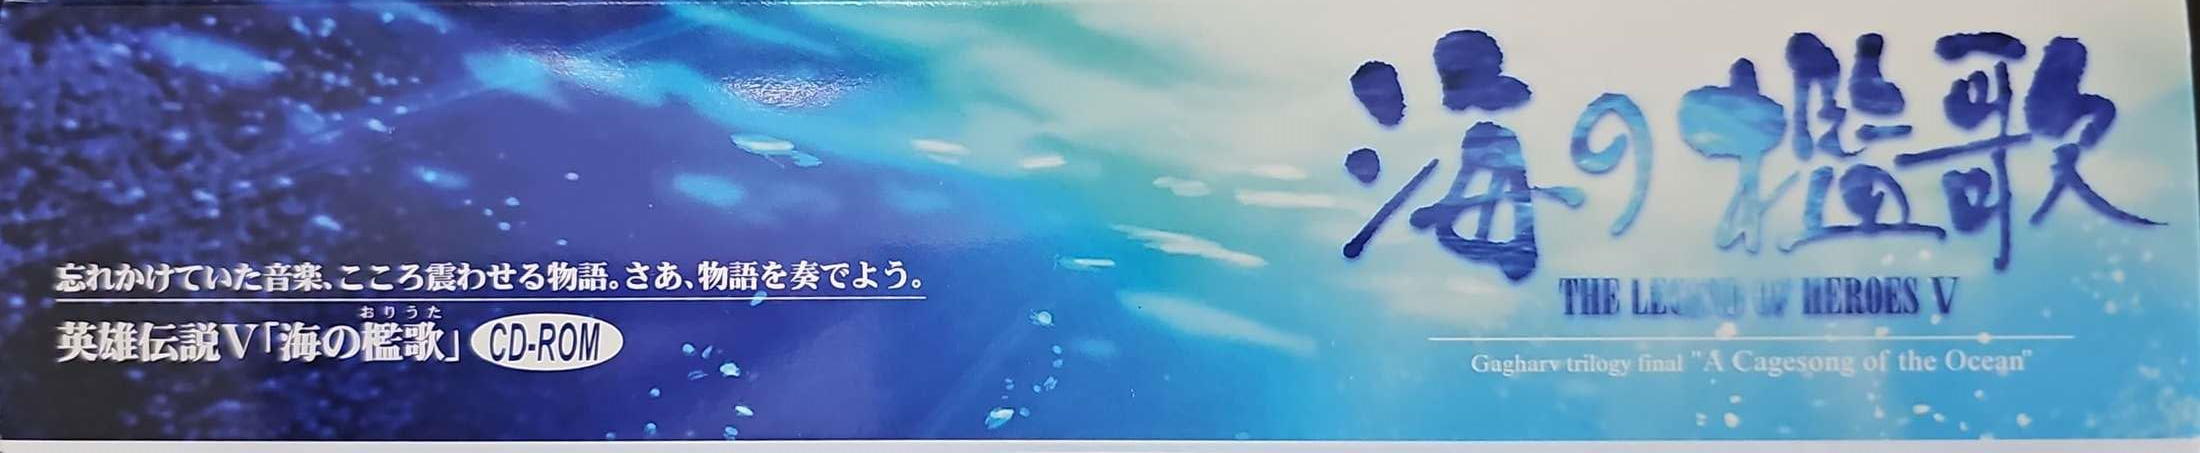 海の檻歌
THE LEGEND OF HEROES V
Gagharv trilogy final "A Cagesong of the Ocean"
忘れかけていた音楽、こころ震わせる物語。さあ、物語を奏でよう。
おりうた
英雄伝説V「海の檻歌」 CD-ROM